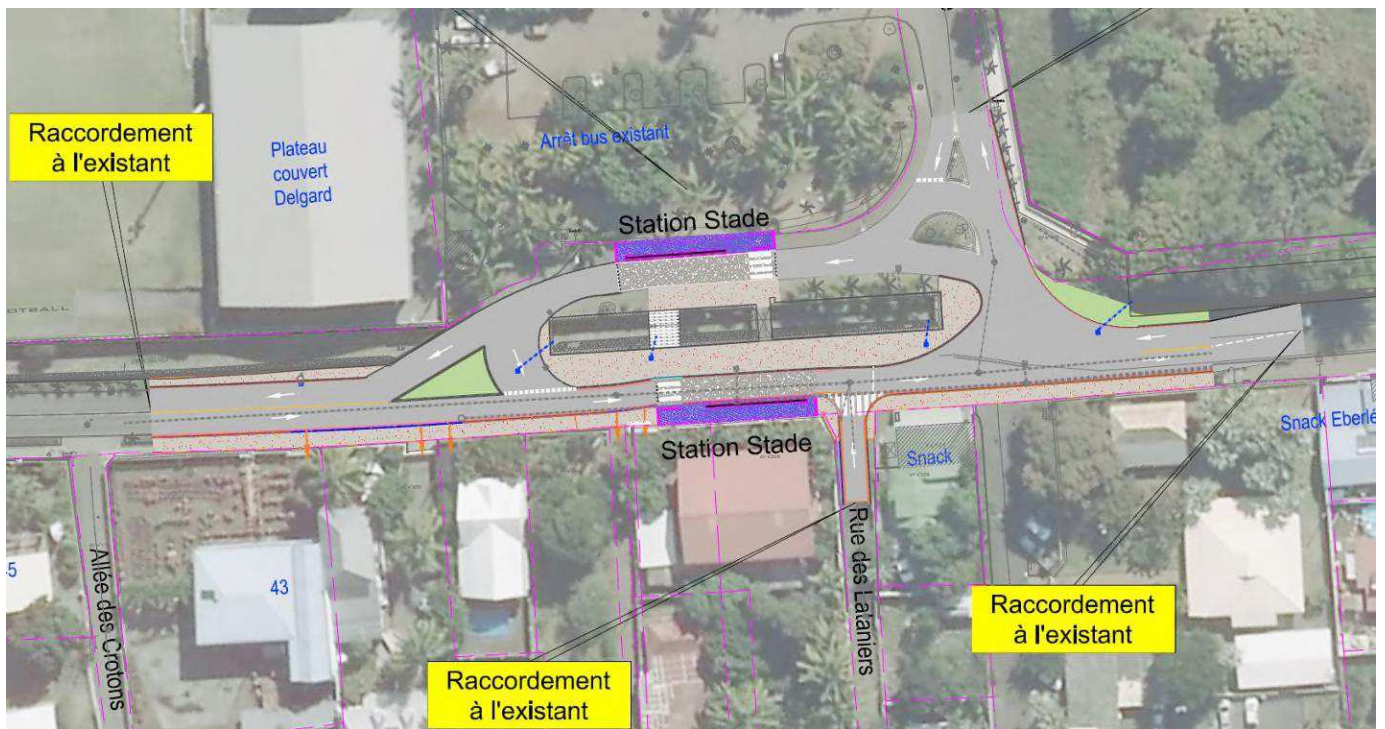 Raccordement
à l'existant
Plateau
couvert
Delgard
Arrêt bus existant
Station Stade
OOTBALL
Station Stade
Snack
Snack Eberlé
Allée des Crotons
43
Rue des Lataniers
Raccordement
à l'existant
Raccordement
à l'existant